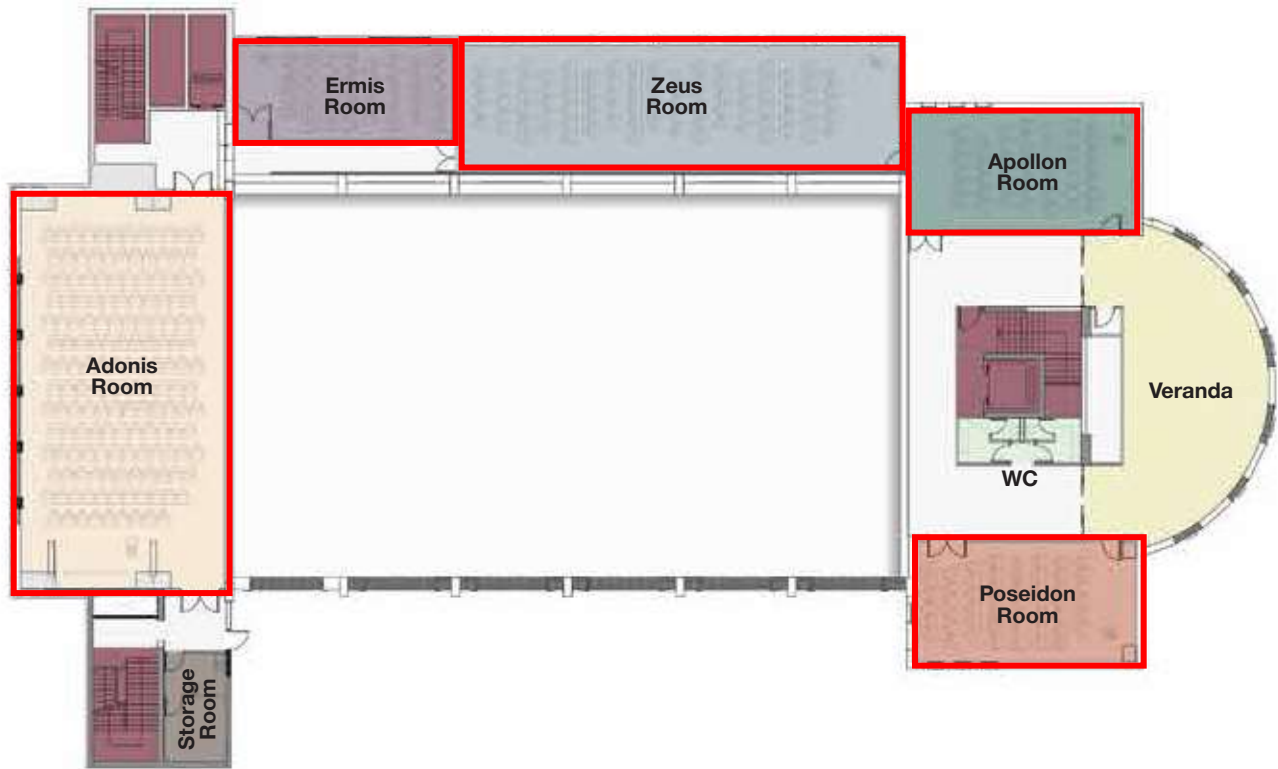 Ermis
Room
Zeus
Room
Apollon
Room
Adonis
Room
Veranda
WC
Poseidon
Room
Storage
Room